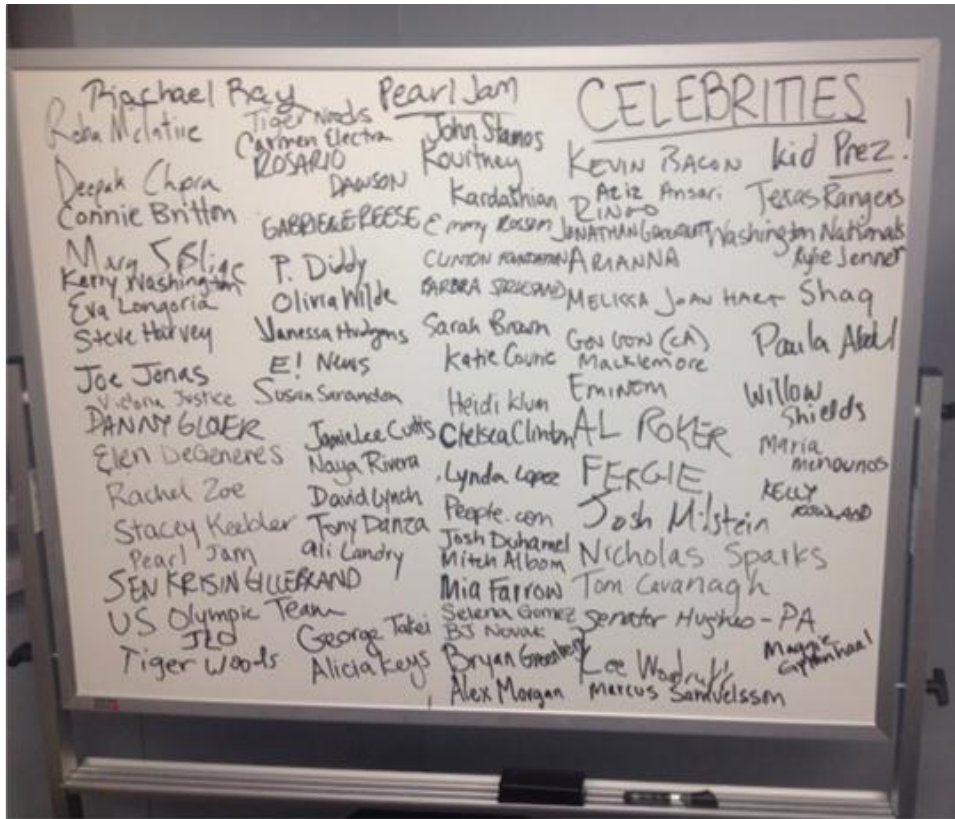 Rachael Ray
Reba McIntire
Deepak Chpra
Connie Britton
Mary J Blige
Kerry Washington
Eva Longoria
Steve Harvey
Joe Jonas
Victoria Justice
DANNY GLOVER
Ellen DeGeneres
Rachel Zoe
Stacey Keebler
Pearl Jam
SEN KRISIN GILLEBRAND
US Olympic Team
JLO
Tiger Woods
Tiger Woods
Carmen Electra
ROSARIO
DAWSON
GABRIELLE REESE
P. Diddy
Olivia Wilde
Vanessa Hudgens
E! News
Susan Sarandon
Jamie Lee Cutts
Naya Rivera
David Lynch
Tony Danza
Ali Landry
George Takei
Alicia Keys
Pearl Jam
John Stamos
Kourtney
Kardashian
Emmy Rossum
CLINTON FOUNDATION
BARBRA STREISAND
Sarah Brown
Katie Couric
Heidi Klum
Chelsea Clinton
Lynda Lopez
People.com
Josh Duhamel
Mitch Albom
Mia Farrow
Selena Gomez
BJ Novak
Bryan Greenberg
Alex Morgan
CELEBRITIES!
KEVIN BACON
Aziz Ansari
RINGO
JONATHAN
ARIANNA
MELISSA JOAN HART
GOV (CA)
Macklemore
Eminem
AL ROKER
FERGIE
Josh Milstein
Nicholas Sparks
Tom Cavanagh
Senator Hughes - PA
Lee Woodruff
Marcus Samuelsson
Kid Prez.
Texas Rangers
Washington Nationals
Kylie Jenner
Shaq
Paula Abdul
Willow
Shields
Maria
Menounos
KELLY
ROWLAND
Maggie